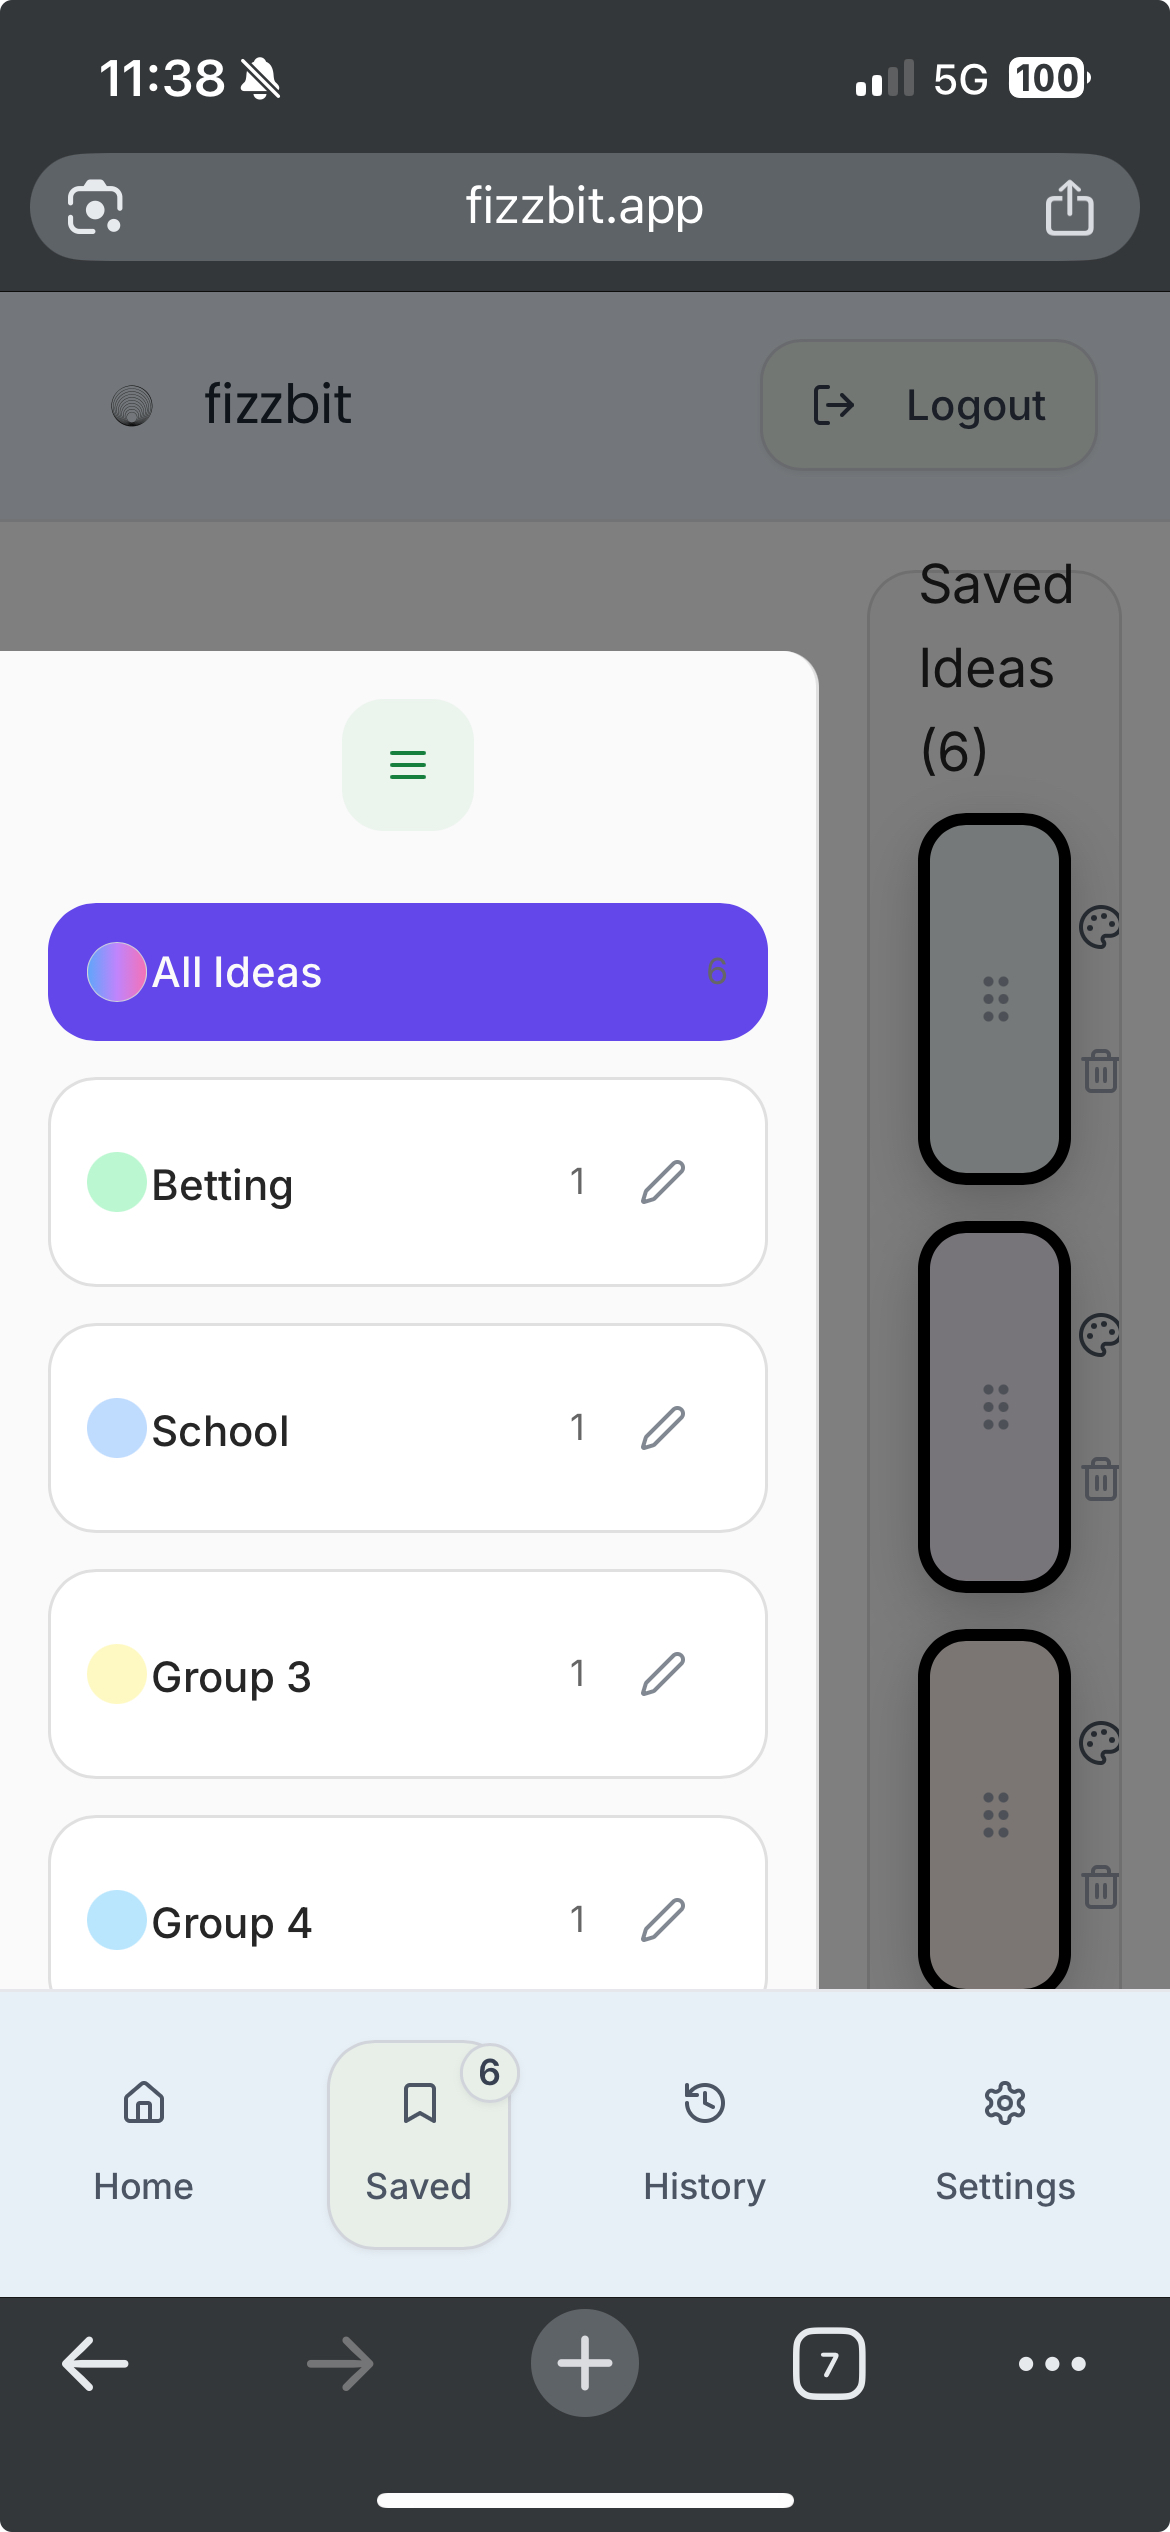 11:38
5G
100
fizzbit.app
fizzbit
Logout
Saved
Ideas
(6)
All Ideas 6
Betting 1
School 1
Group 3 1
Group 4 1
6
Home
Saved
History
Settings
7